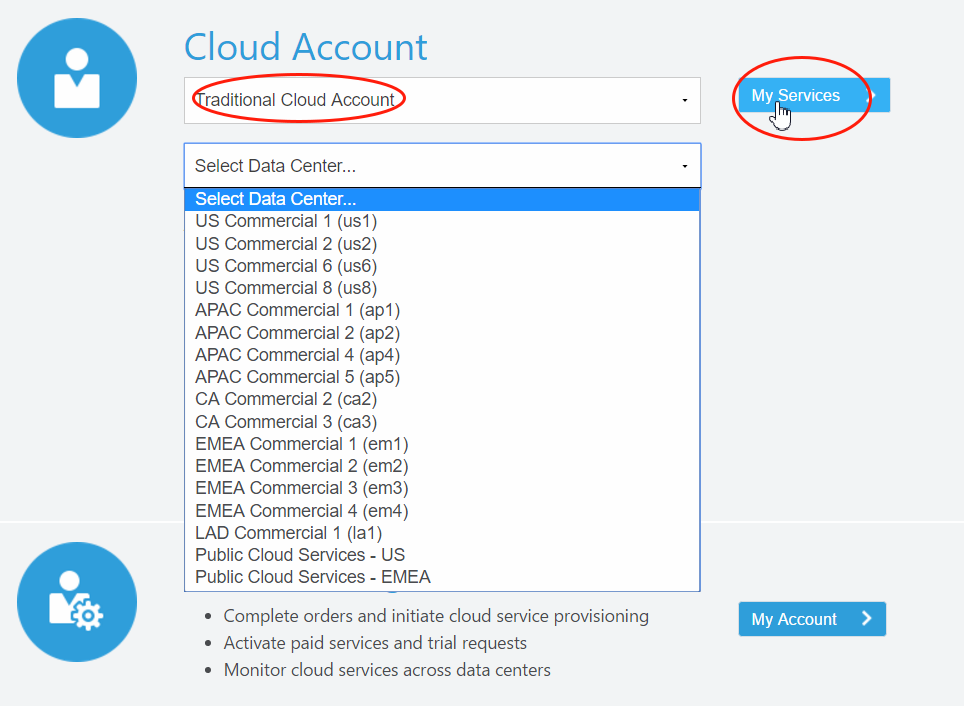 Cloud Account
Traditional Cloud Account
My Services
Select Data Center...
Select Data Center...
US Commercial 1 (us1)
US Commercial 2 (us2)
US Commercial 6 (us6)
US Commercial 8 (us8)
APAC Commercial 1 (ap1)
APAC Commercial 2 (ap2)
APAC Commercial 4 (ap4)
APAC Commercial 5 (ap5)
CA Commercial 2 (ca2)
CA Commercial 3 (ca3)
EMEA Commercial 1 (em1)
EMEA Commercial 2 (em2)
EMEA Commercial 3 (em3)
EMEA Commercial 4 (em4)
LAD Commercial 1 (la1)
Public Cloud Services - US
Public Cloud Services - EMEA
• Complete orders and initiate cloud service provisioning
• Activate paid services and trial requests
• Monitor cloud services across data centers
My Account